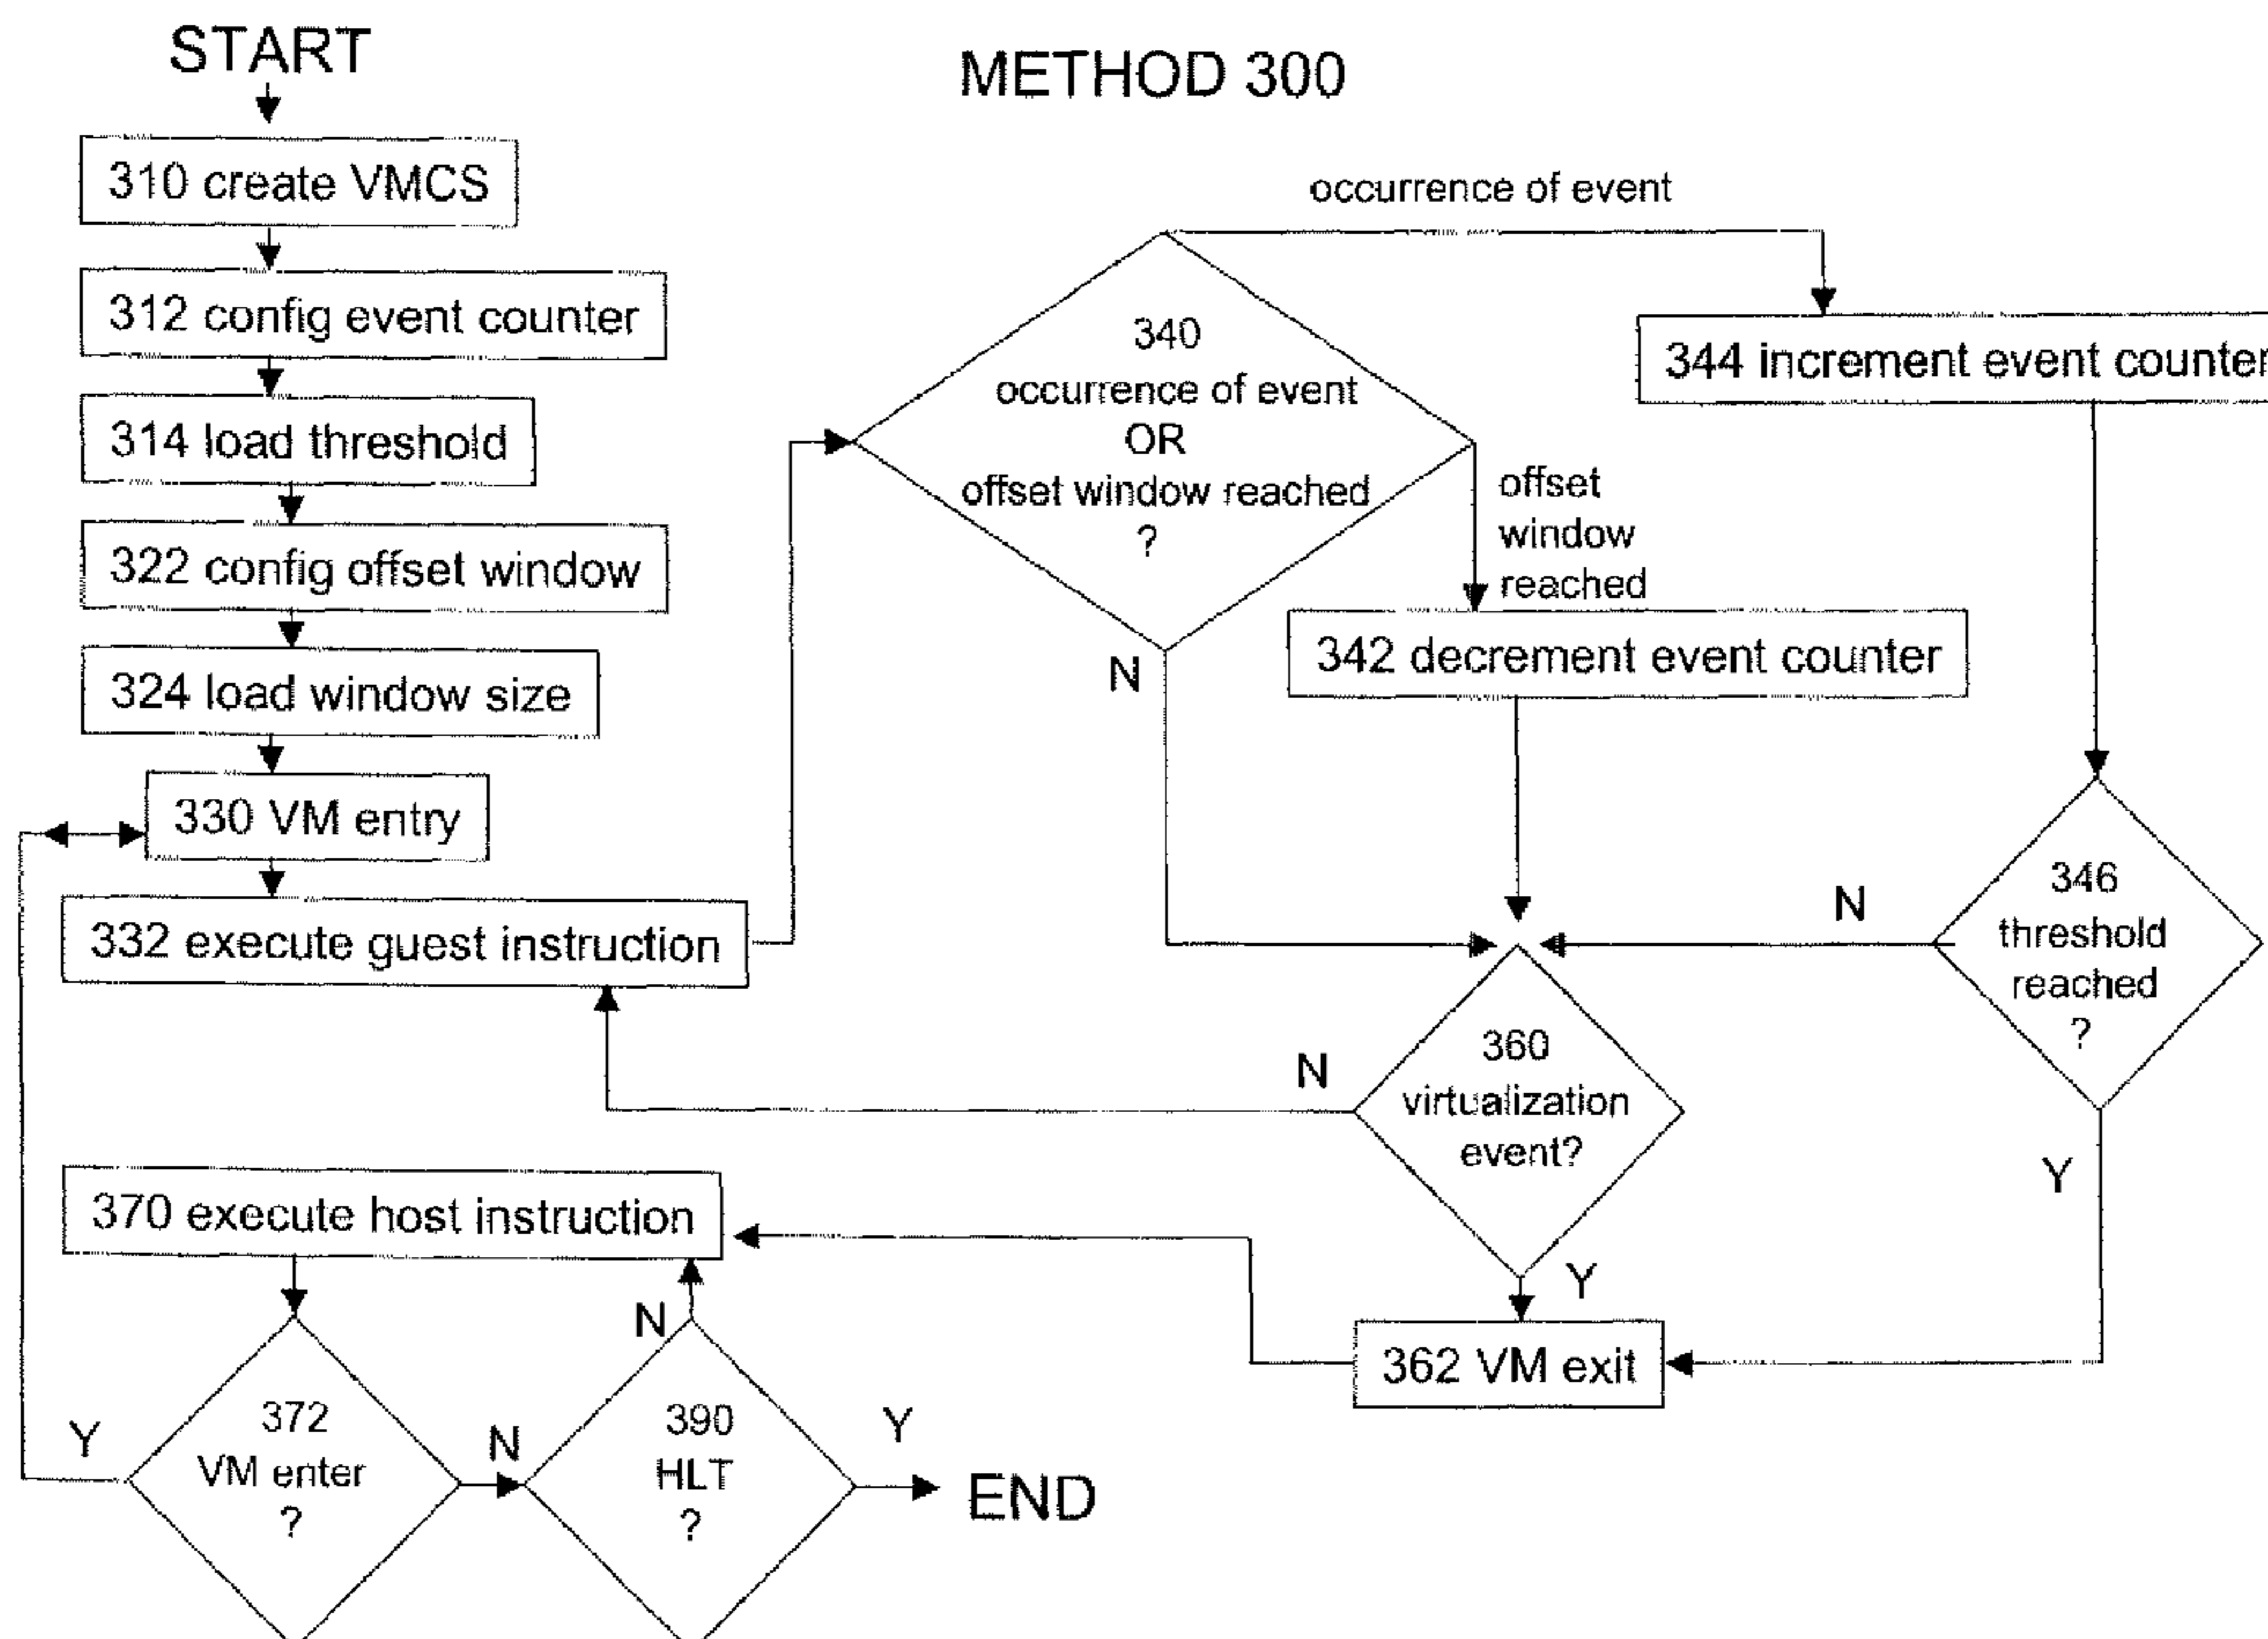 START
METHOD 300
310 create VMCS
312 config event counter
314 load threshold
322 config offset window
324 load window size
330 VM entry
332 execute guest instruction
occurrence of event
340
occurrence of event
OR
offset window reached
?
344 increment event counter
offset
window
reached
342 decrement event counter
N
346
threshold
reached
?
N
Y
360
virtualization
event?
N
Y
362 VM exit
370 execute host instruction
372
VM enter
?
Y
N
390
HLT
?
N
Y
END